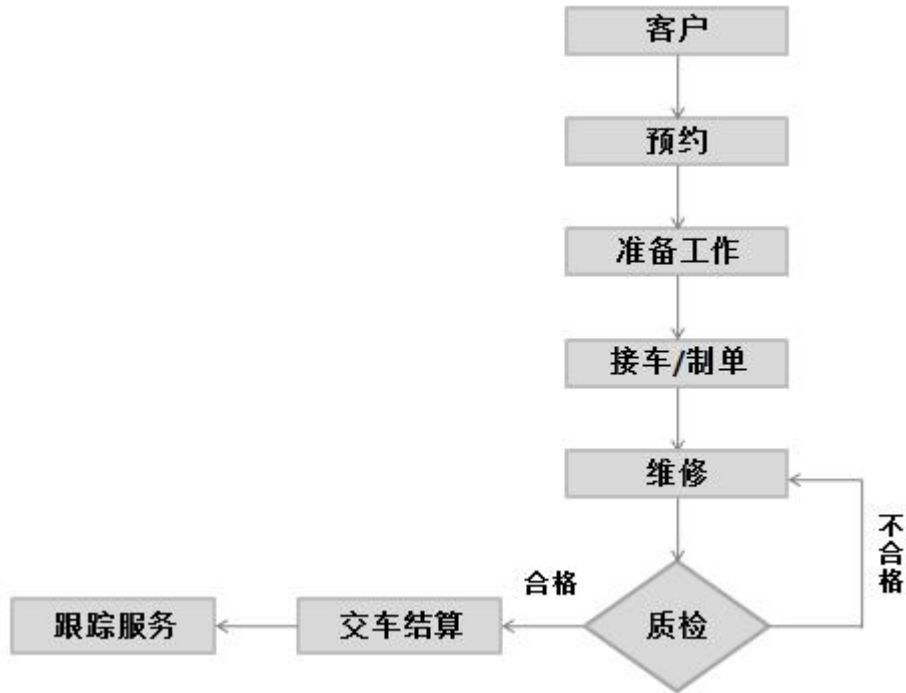 客户
预约
准备工作
接车/制单
维修
不合格
合格
质检
交车结算
跟踪服务